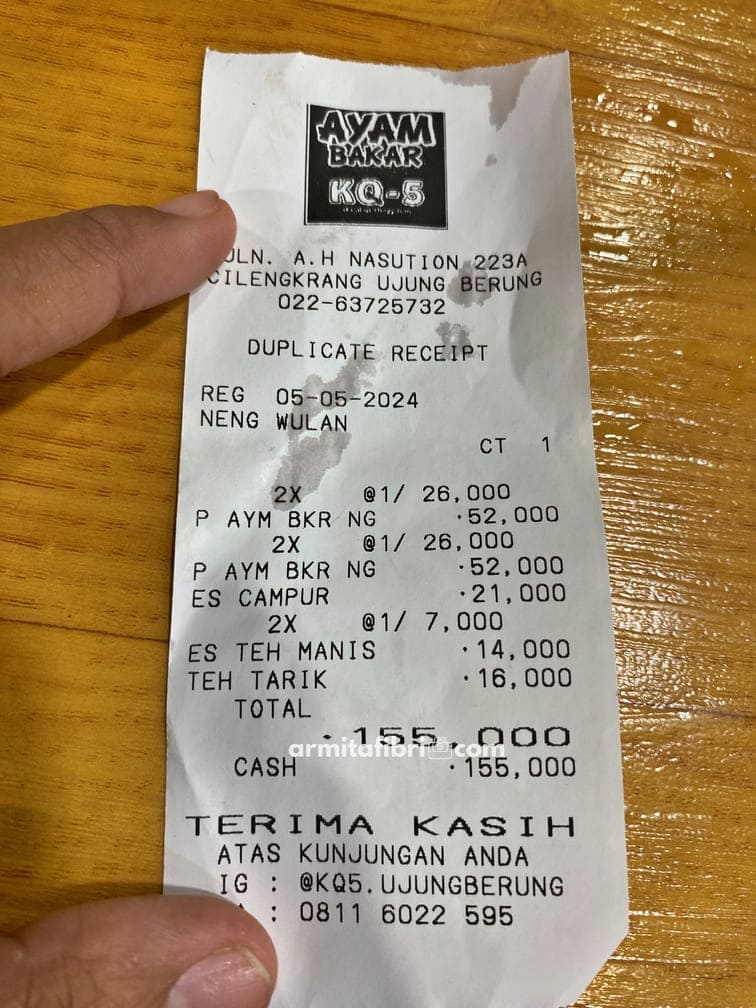 AYAM
BAKAR
KQ-5
JLN. A.H NASUTION 223A
CILENGKRANG UJUNG BERUNG
022-63725732
DUPLICATE RECEIPT
REG 05-05-2024
NENG WULAN
CT 1
2X @1/ 26,000
P AYM BKR NG ·52,000
2X @1/ 26,000
P AYM BKR NG ·52,000
ES CAMPUR ·21,000
2X @1/ 7,000
ES TEH MANIS ·14,000
TEH TARIK ·16,000
TOTAL
·155,000
armitafibri.com
CASH ·155,000
TERIMA KASIH
ATAS KUNJUNGAN ANDA
IG : @KQ5.UJUNGBERUNG
: 0811 6022 595